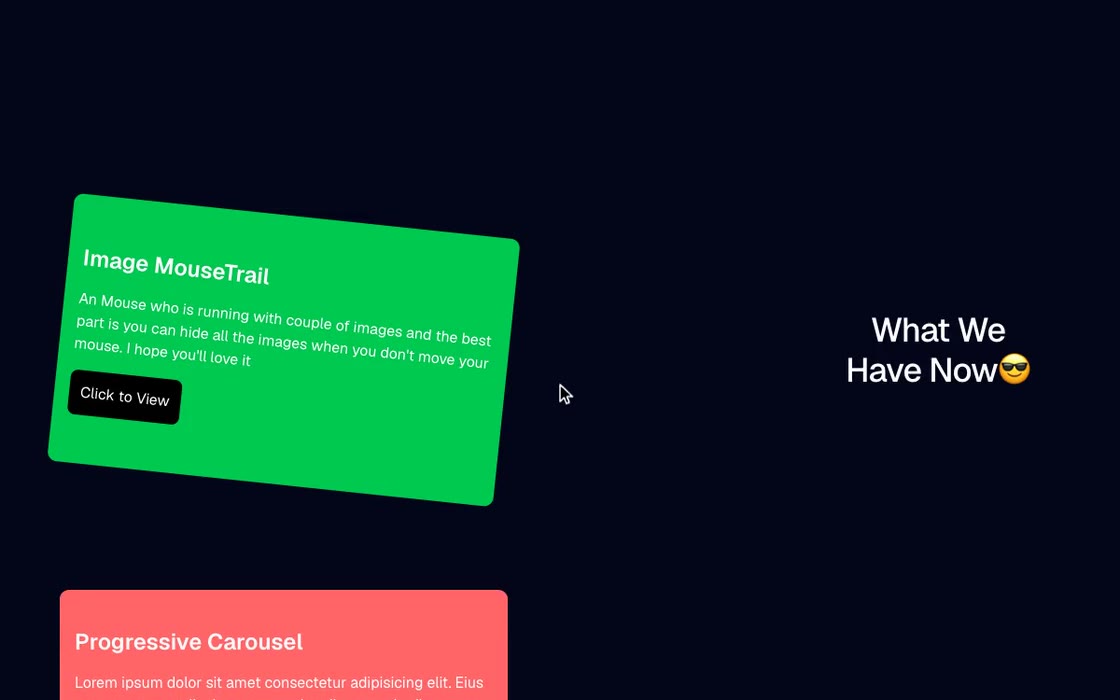 Image MouseTrail
An Mouse who is running with couple of images and the best
part is you can hide all the images when you don't move your
mouse. I hope you'll love it
Click to View
What We
Have Now😎
Progressive Carousel
Lorem ipsum dolor sit amet consectetur adipisicing elit. Eius